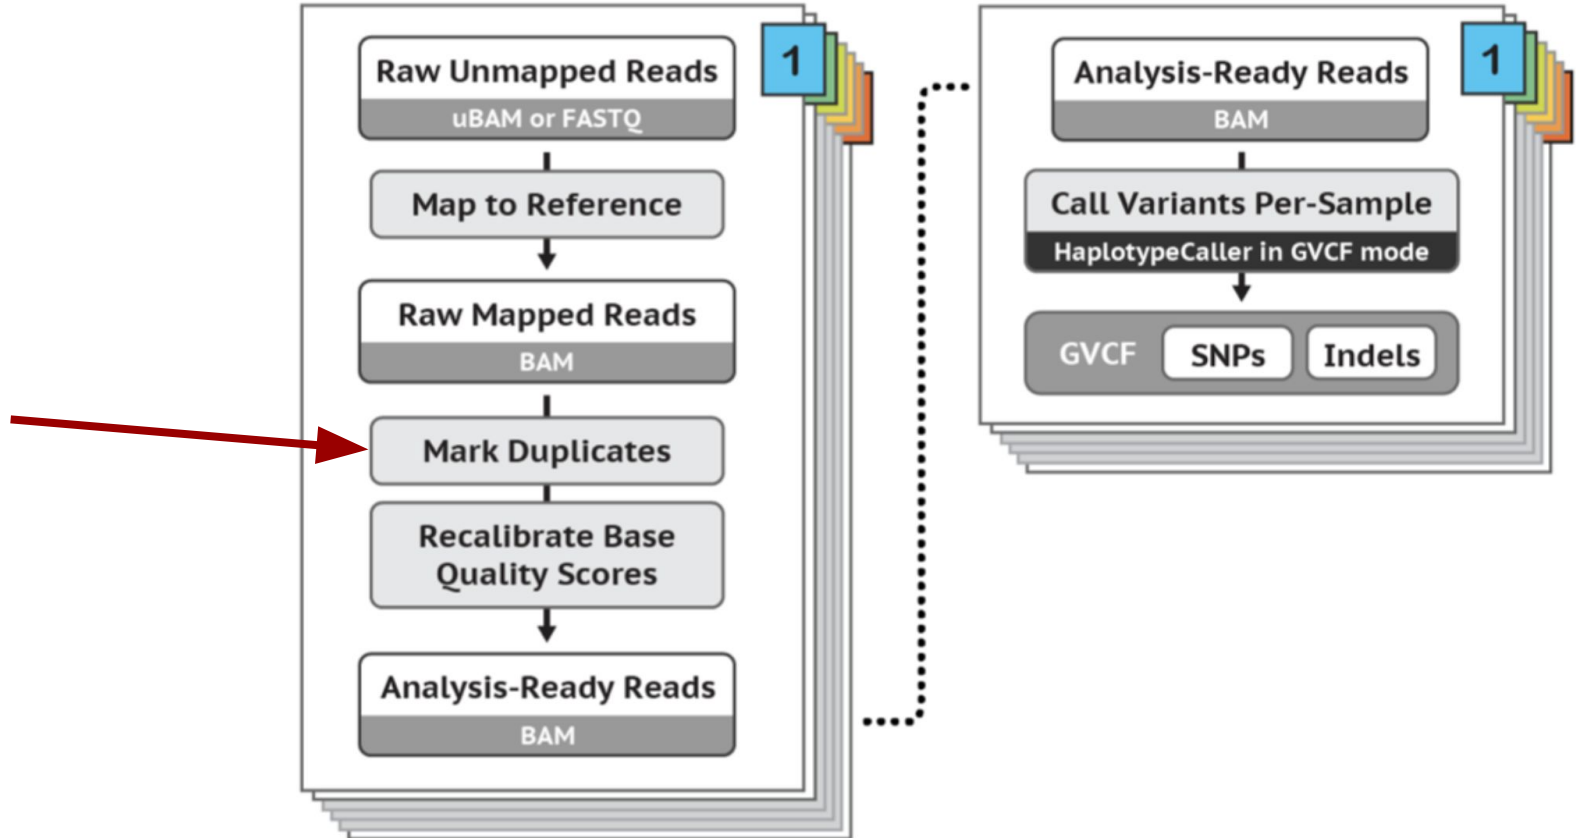 Raw Unmapped Reads
uBAM or FASTQ
1
Map to Reference
Raw Mapped Reads
BAM
Mark Duplicates
Recalibrate Base
Quality Scores
Analysis-Ready Reads
BAM
Analysis-Ready Reads
BAM
1
Call Variants Per-Sample
HaplotypeCaller in GVCF mode
GVCF SNPs Indels